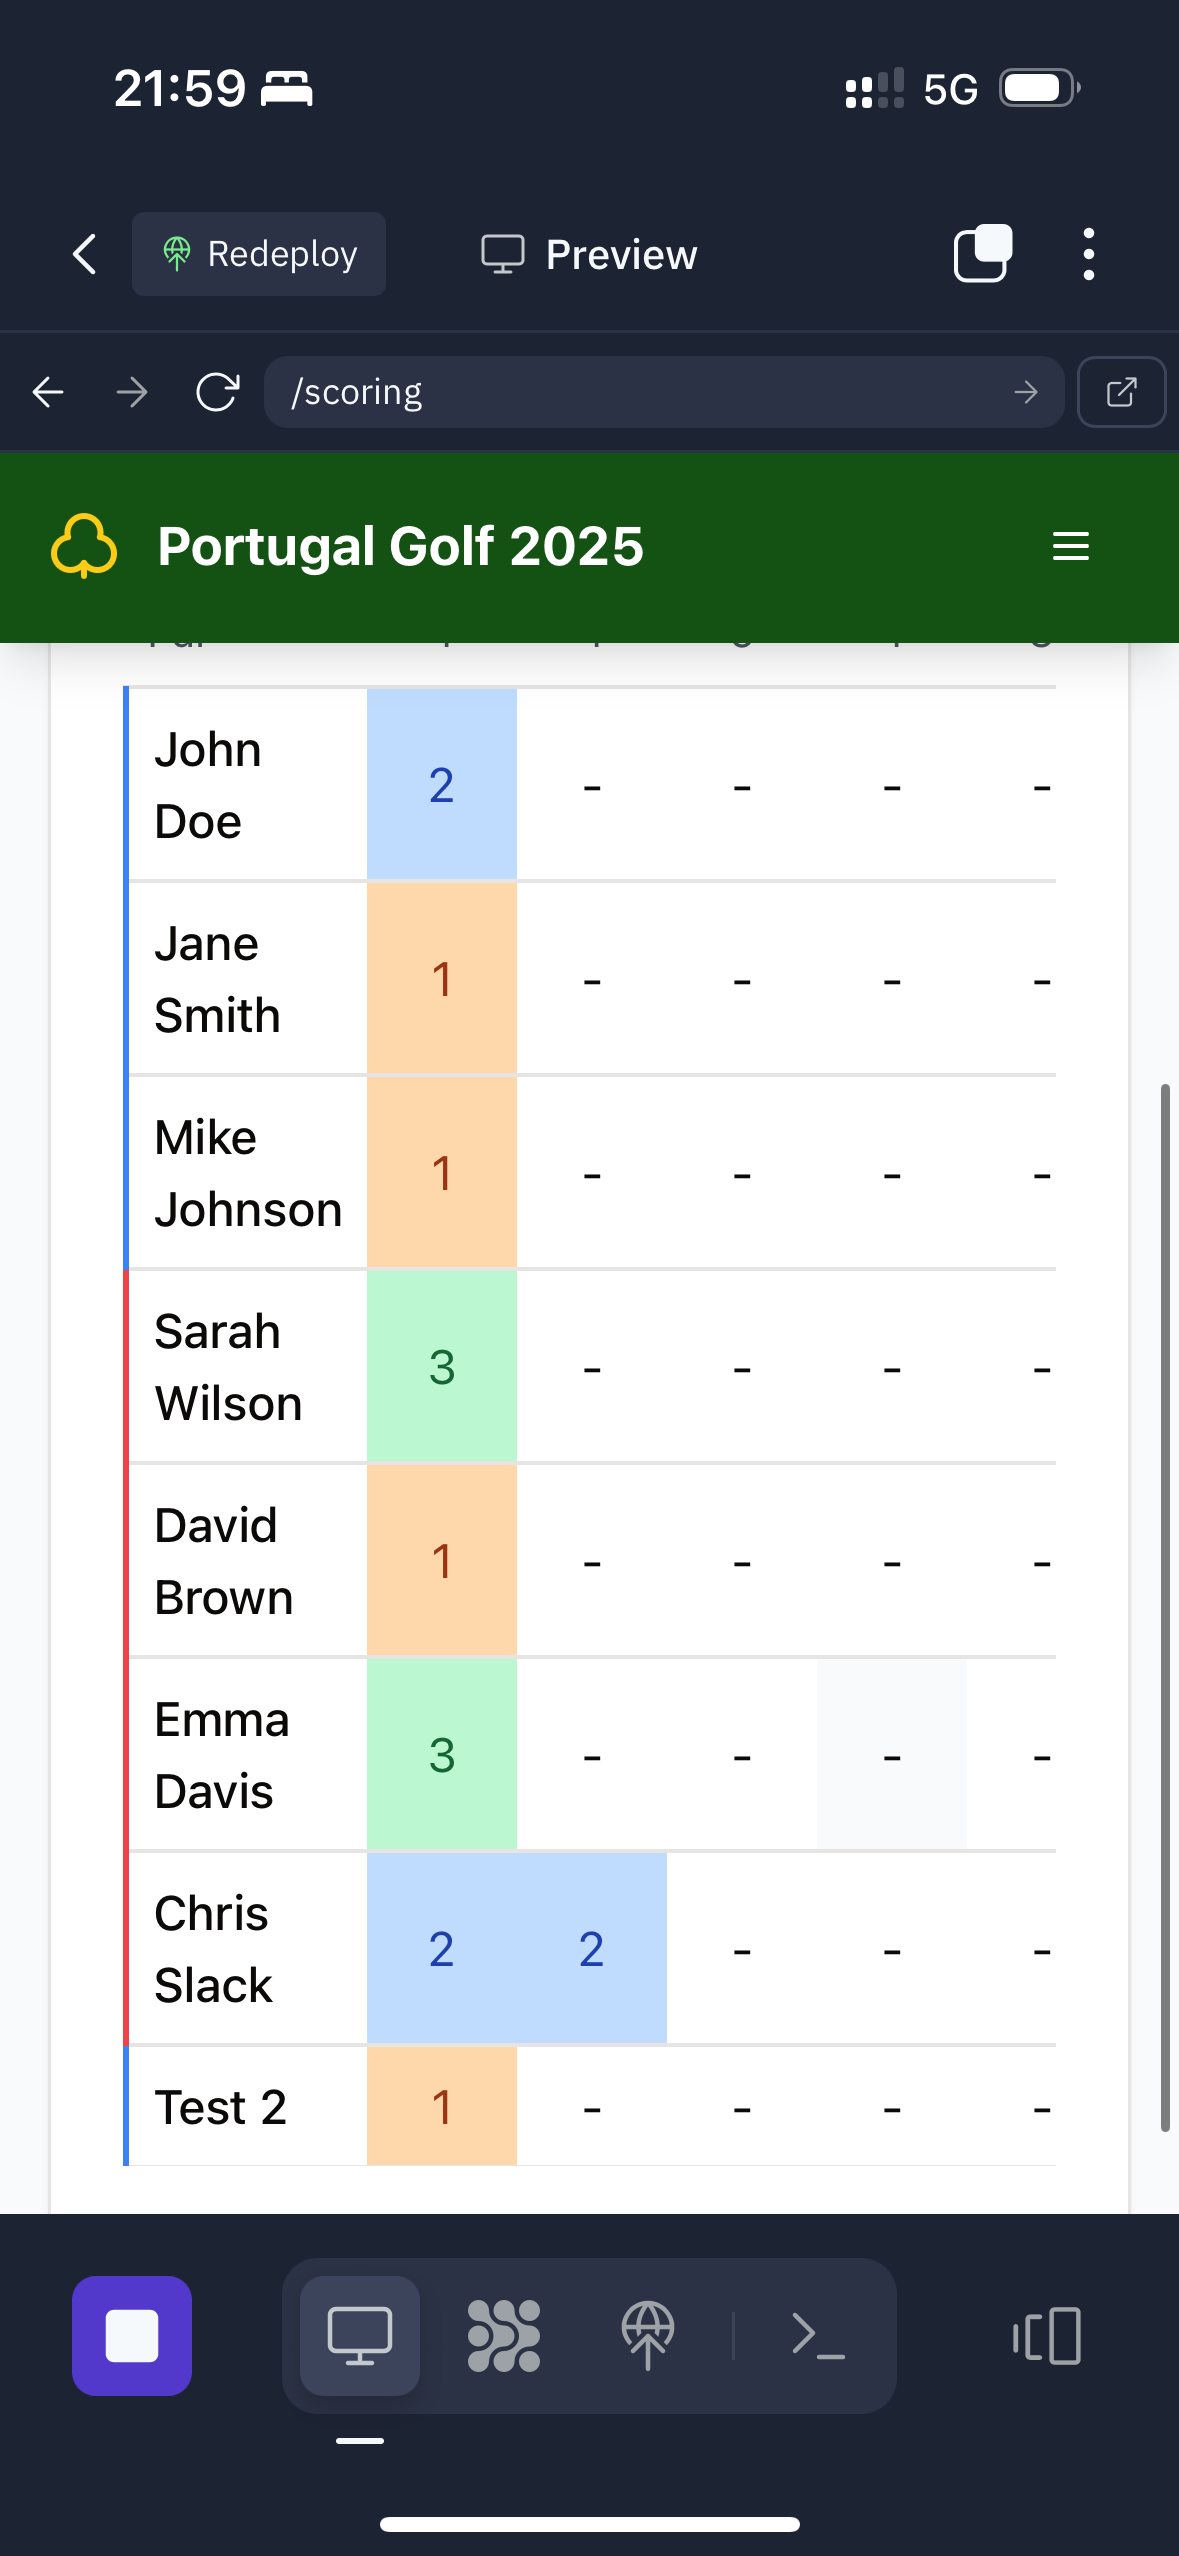 21:59 5G
Redeploy Preview
/scoring
Portugal Golf 2025
John
Doe
2 - - - -
Jane
Smith
1 - - - -
Mike
Johnson
1 - - - -
Sarah
Wilson
3 - - - -
David
Brown
1 - - - -
Emma
Davis
3 - - - -
Chris
Slack
2 2 - - -
Test 2 1 - - - -